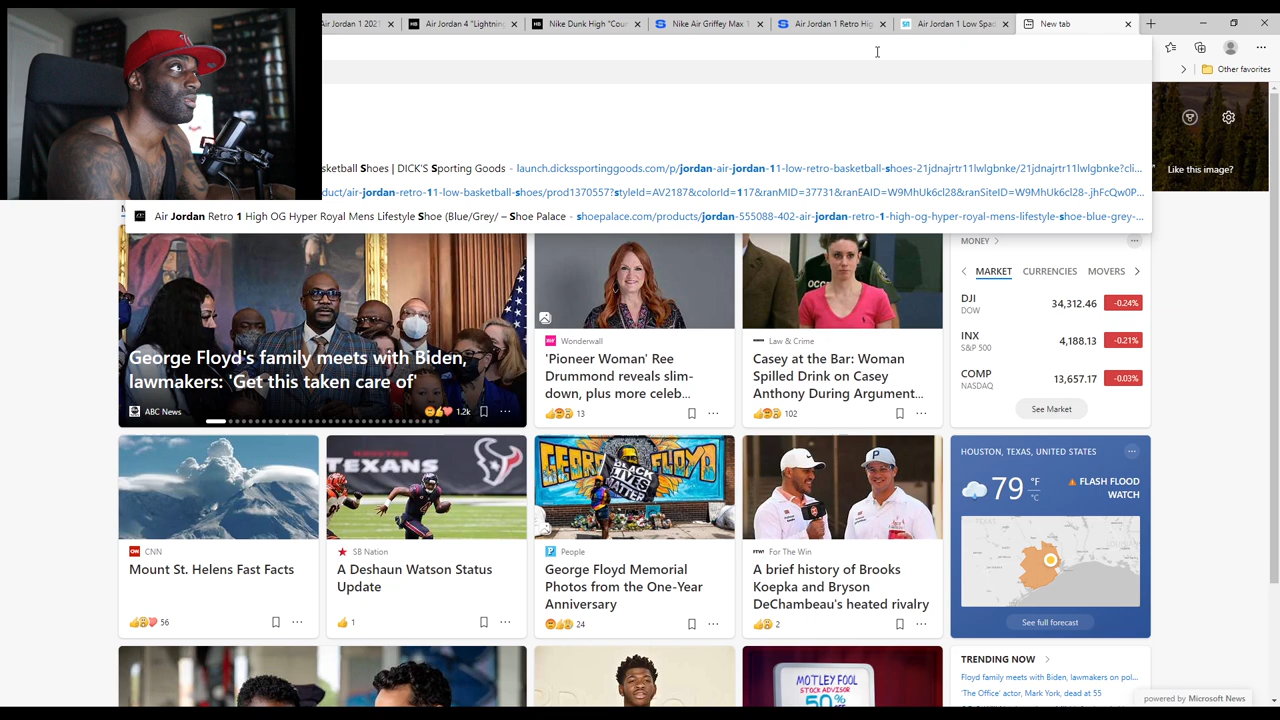 Air Jordan 1 2021
Air Jordan 4 "Lightnin
Nike Dunk High "Coun
Nike Air Griffey Max 1
Air Jordan 1 Retro Hig
Air Jordan 1 Low Spac
New tab
Other favorites
sketball Shoes | DICK'S Sporting Goods - launch.dickssportinggoods.com/p/jordan-air-jordan-11-low-retro-basketball-shoes-21jdnajrtr11lwlgbnke/21jdnajrtr11lwlgbnke?cli...
duct/air-jordan-retro-11-low-basketball-shoes/prod1370557?styleId=AV2187&colorId=117&ranMID=37731&ranEAID=W9MhUk6cl28&ranSiteID=W9MhUk6cl28-.jhFcQw0P...
Air Jordan Retro 1 High OG Hyper Royal Mens Lifestyle Shoe (Blue/Grey/ – Shoe Palace - shoepalace.com/products/jordan-555088-402-air-jordan-retro-1-high-og-hyper-royal-mens-lifestyle-shoe-blue-grey-...
Like this image?
George Floyd's family meets with Biden,
lawmakers: 'Get this taken care of'
ABC News
1.2k
Wonderwall
'Pioneer Woman' Ree
Drummond reveals slim-
down, plus more celeb...
13
Law & Crime
Casey at the Bar: Woman
Spilled Drink on Casey
Anthony During Argument...
102
MONEY
MARKET CURRENCIES MOVERS
DJI 34,312.46 -0.24%
DOW
INX 4,188.13 -0.21%
S&P 500
COMP 13,657.17 -0.03%
NASDAQ
See Market
TEXANS
CNN
Mount St. Helens Fast Facts
56
SB Nation
A Deshaun Watson Status
Update
1
GEORGE FLOYD
BLACK
LIVES
MATTER
People
George Floyd Memorial
Photos from the One-Year
Anniversary
24
FTW!
For The Win
A brief history of Brooks
Koepka and Bryson
DeChambeau's heated rivalry
2
HOUSTON, TEXAS, UNITED STATES
79 °F
°C
FLASH FLOOD
WATCH
See full forecast
MOTLEY FOOL
STOCK ADVISOR
50%
TRENDING NOW
Floyd family meets with Biden, lawmakers on pol...
'The Office' actor, Mark York, dead at 55
powered by Microsoft News